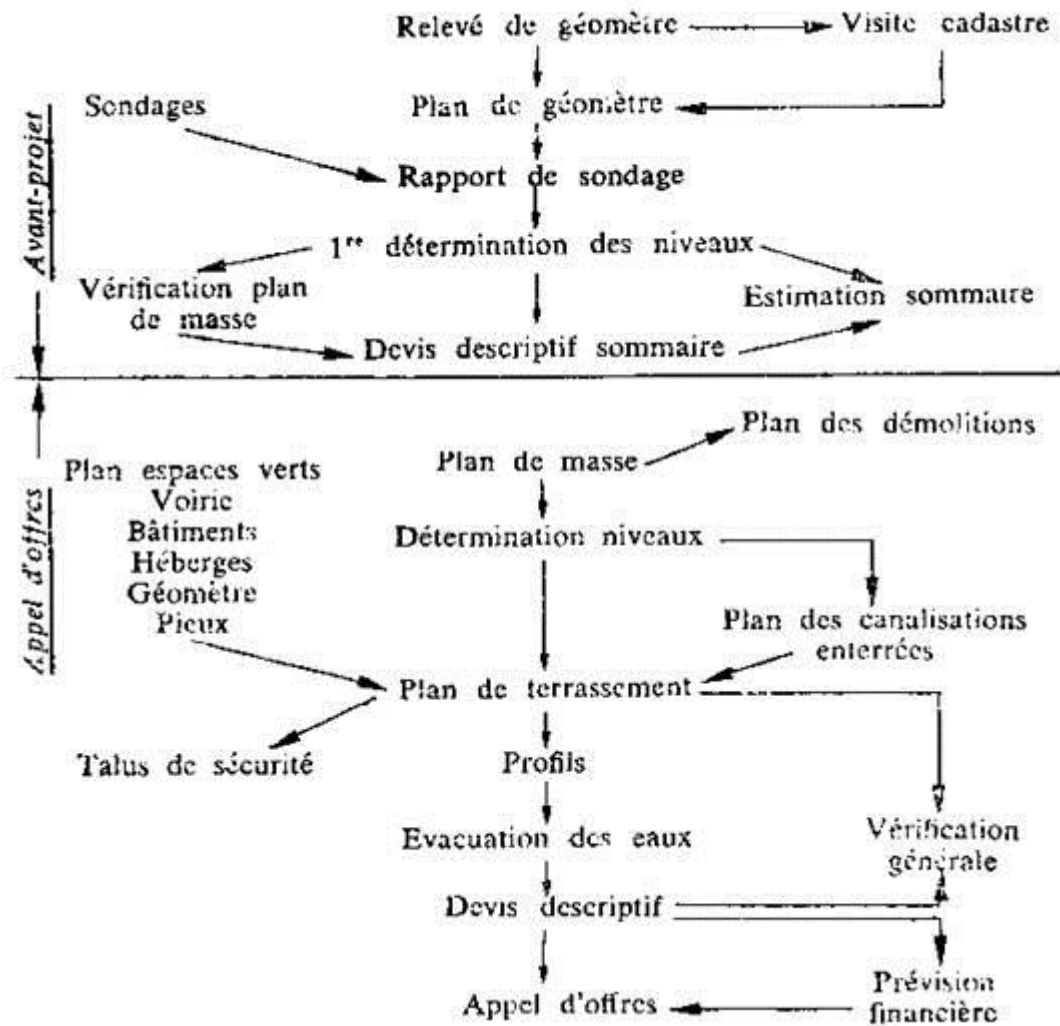 Relevé de géomètre
Visite cadastre
Sondages
Plan de géomètre
Avant-projet
Rapport de sondage
1re détermination des niveaux
Vérification plan
de masse
Estimation sommaire
Devis descriptif sommaire
Plan des démolitions
Plan de masse
Appel d'offres
Plan espaces verts
Voirie
Bâtiments
Héberges
Géomètre
Pieux
Détermination niveaux
Plan des canalisations
enterrées
Plan de terrassement
Talus de sécurité
Profils
Evacuation des eaux
Vérification
générale
Devis descriptif
Appel d'offres
Prévision
financière